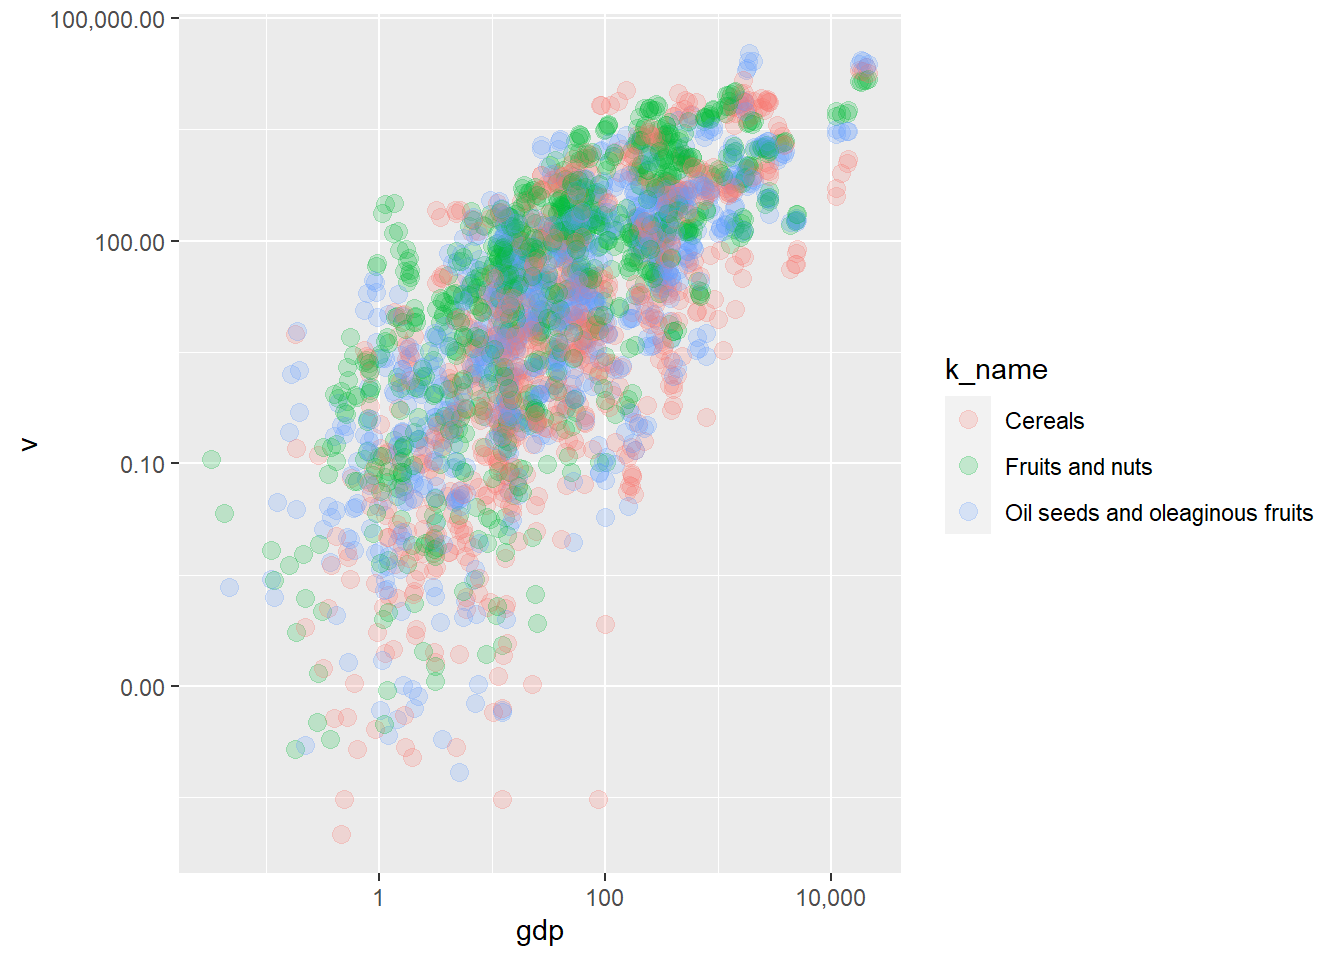 100,000.00
100.00
0.10
0.00
v
1
100
10,000
gdp
k_name
Cereals
Fruits and nuts
Oil seeds and oleaginous fruits